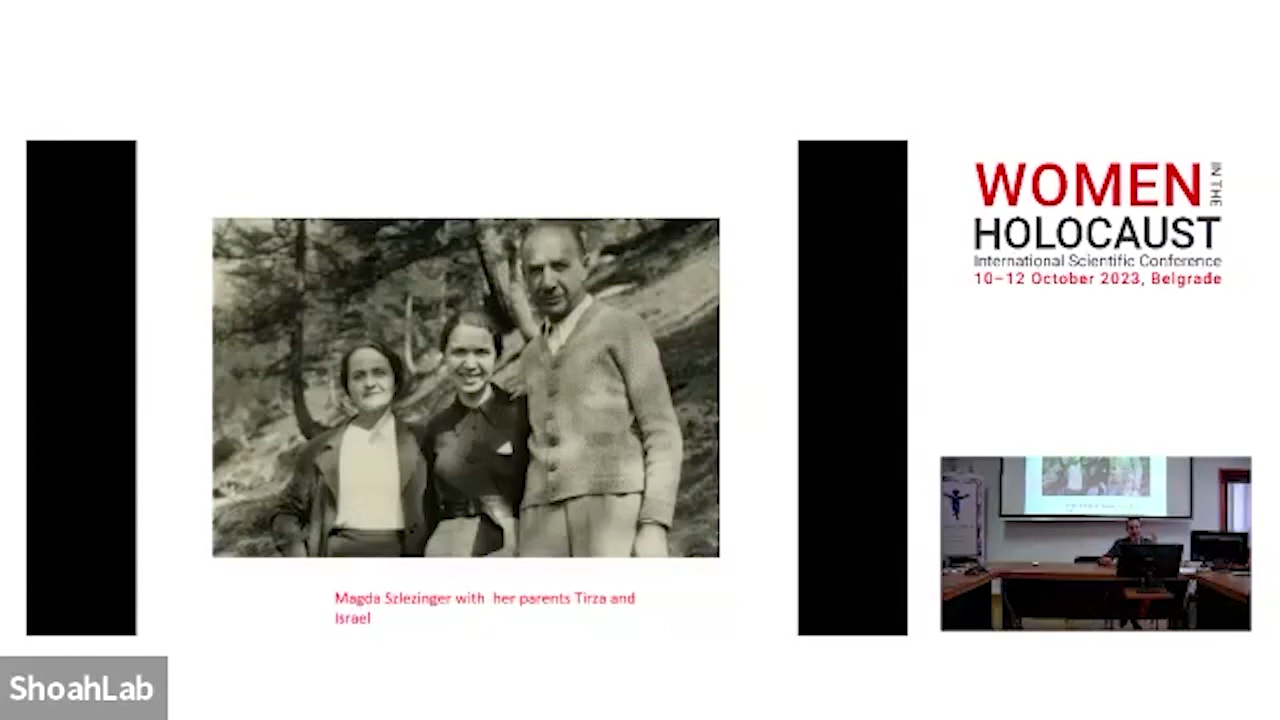 WOMEN IN THE
HOLOCAUST
International Scientific Conference
10–12 October 2023, Belgrade
Magda Szlezinger with  her parents Tirza and
Israel
ShoahLab